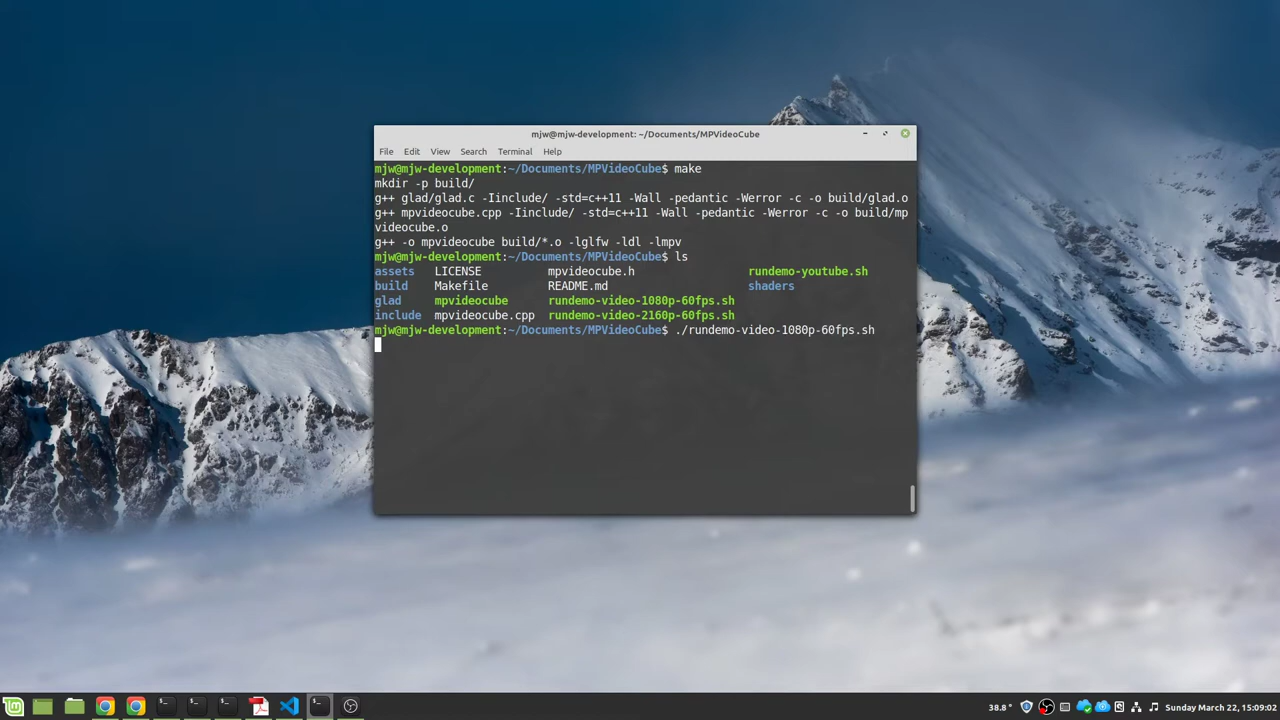 mjw@mjw-development: ~/Documents/MPVideoCube
File Edit View Search Terminal Help
mjw@mjw-development:~/Documents/MPVideoCube$ make
mkdir -p build/
g++ glad/glad.c -Iinclude/ -std=c++11 -Wall -pedantic -Werror -c -o build/glad.o
g++ mpvideocube.cpp -Iinclude/ -std=c++11 -Wall -pedantic -Werror -c -o build/mp
videocube.o
g++ -o mpvideocube build/*.o -lglfw -ldl -lmpv
mjw@mjw-development:~/Documents/MPVideoCube$ ls
assets LICENSE mpvideocube.h rundemo-youtube.sh
build Makefile README.md shaders
glad mpvideocube rundemo-video-1080p-60fps.sh
include mpvideocube.cpp rundemo-video-2160p-60fps.sh
mjw@mjw-development:~/Documents/MPVideoCube$ ./rundemo-video-1080p-60fps.sh
38.8 ° Sunday March 22, 15:09:02